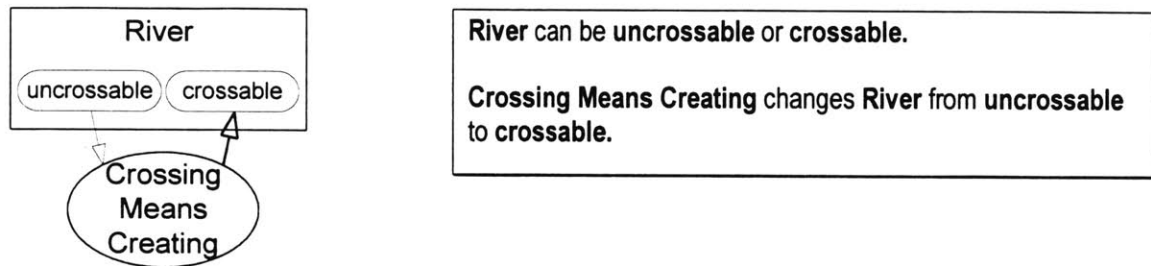 River
uncrossable crossable
Crossing
Means
Creating
River can be uncrossable or crossable.
Crossing Means Creating changes River from uncrossable
to crossable.